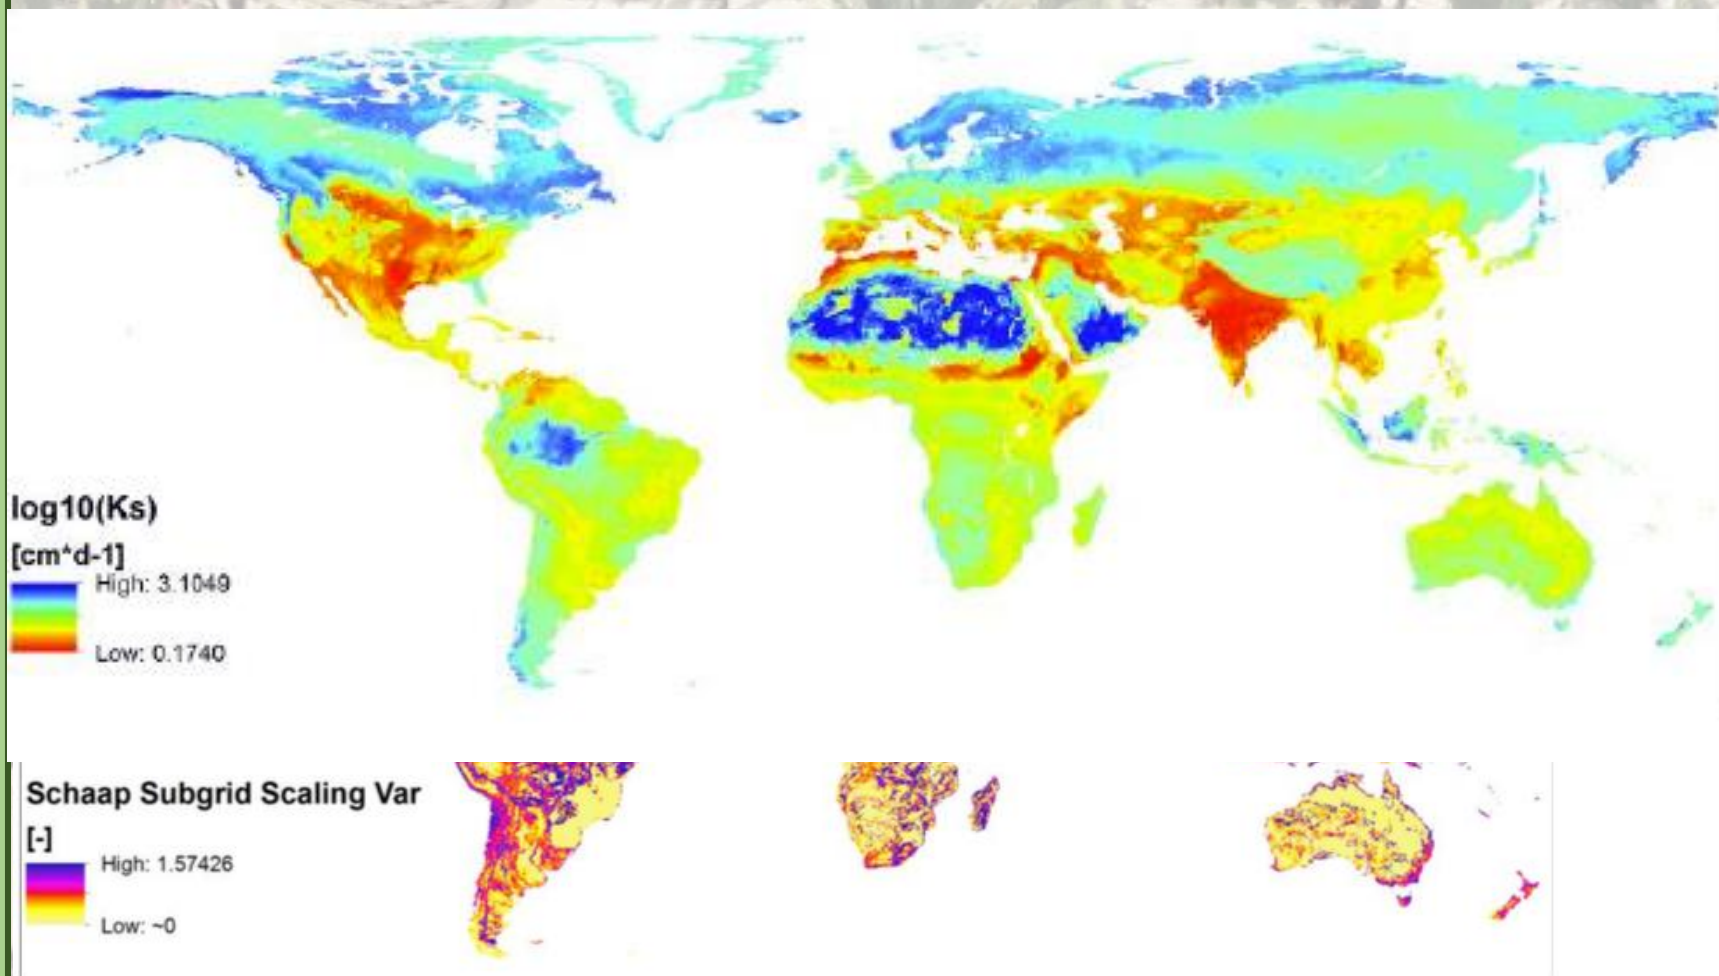 log10(Ks)
[cm*d-1]
High: 3.1049
Low: 0.1740
Schaap Subgrid Scaling Var
[-]
High: 1.57426
Low: ~0